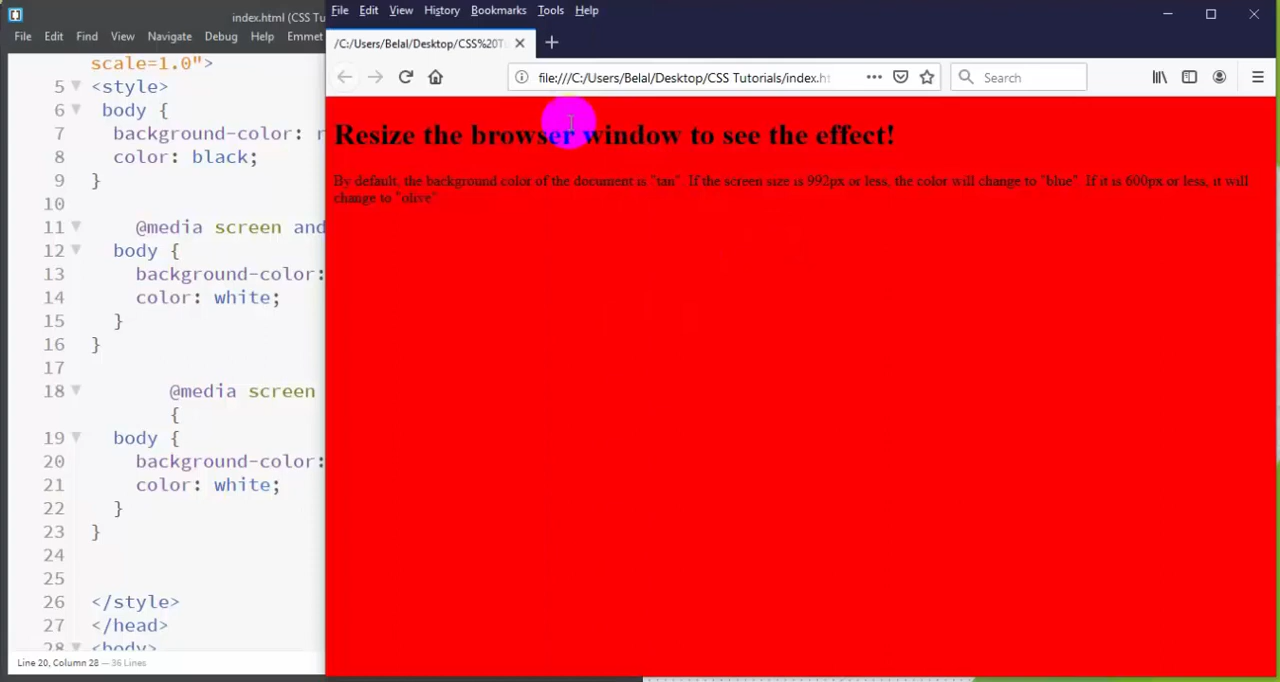 index.html (CSS Tu
File Edit Find View Navigate Debug Help Emmet
scale=1.0">
5 <style>
6 body {
7 background-color: r
8 color: black;
9 }
10
11 @media screen and
12 body {
13 background-color:
14 color: white;
15 }
16 }
17
18 @media screen
{
19 body {
20 background-color:
21 color: white;
22 }
23 }
24
25
26 </style>
27 </head>
28 <body>
Line 20, Column 28 — 36 Lines
File Edit View History Bookmarks Tools Help
/C:/Users/Belal/Desktop/CSS%20Tu
file:///C:/Users/Belal/Desktop/CSS Tutorials/index.ht
Search
Resize the browser window to see the effect!
By default, the background color of the document is "tan". If the screen size is 992px or less, the color will change to "blue". If it is 600px or less, it will
change to "olive"